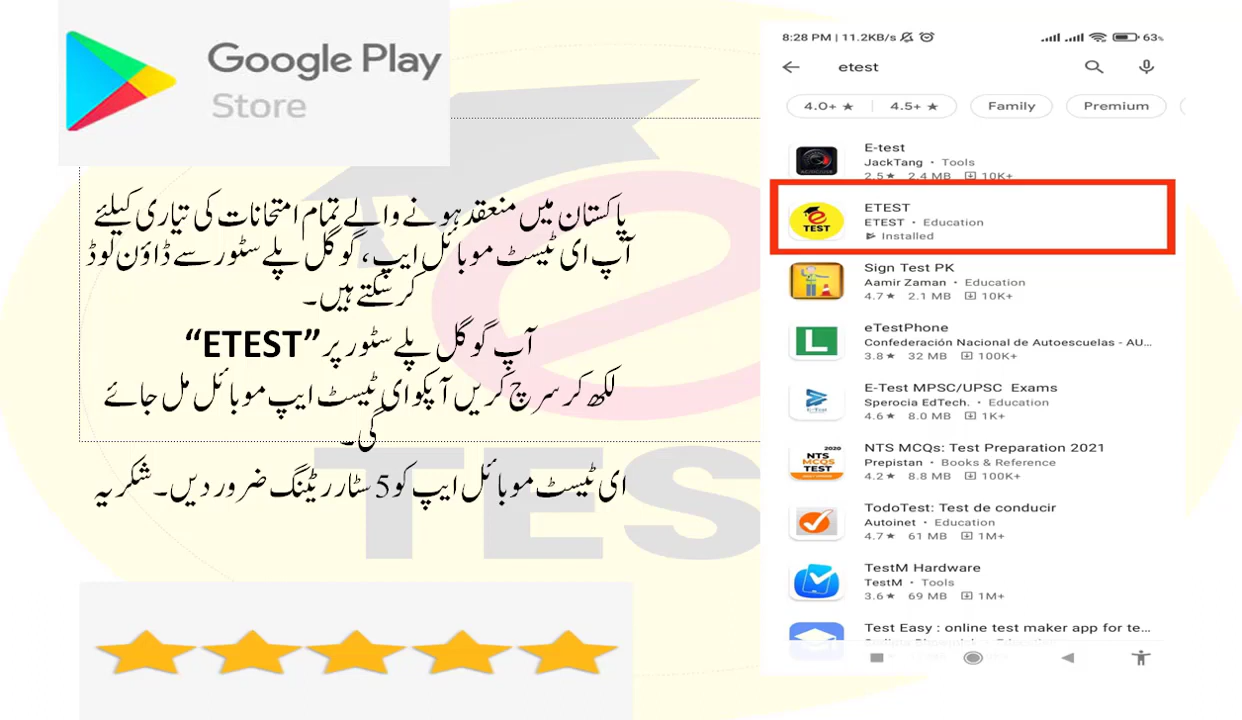 Google Play
Store
پاکستان میں منعقد ہونے والے تمام امتحانات کی تیاری کیلئے
آپ ای ٹیسٹ موبائل ایپ، گوگل پلے سٹور سے ڈاؤن لوڈ
کر سکتے ہیں۔
آپ گوگل پلے سٹور پر "ETEST"
لکھ کر سرچ کریں آپکو ای ٹیسٹ ایپ موبائل مل جائے
گی۔
ای ٹیسٹ موبائل ایپ کو 5 سٹار ریٹنگ ضرور دیں۔ شکریہ
TES
8:28 PM | 11.2KB/s 63%
etest
4.0+ ★ 4.5+ ★ Family Premium
E-test
JackTang • Tools
2.5★ 2.4 MB 10K+
TEST
ETEST
ETEST • Education
Installed
Sign Test PK
Aamir Zaman • Education
4.7★ 2.1 MB 10K+
L
eTestPhone
Confederación Nacional de Autoescuelas - AU...
3.8★ 32 MB 100K+
E-Test MPSC/UPSC Exams
Sperocia EdTech. • Education
4.6★ 8.0 MB 1K+
2020
NTS
MCQS
TEST
NTS MCQs: Test Preparation 2021
Prepistan • Books & Reference
4.2★ 8.8 MB 100K+
TodoTest: Test de conducir
Autoinet • Education
4.7★ 61 MB 1M+
TestM Hardware
TestM • Tools
3.6★ 69 MB 1M+
Test Easy : online test maker app for te...